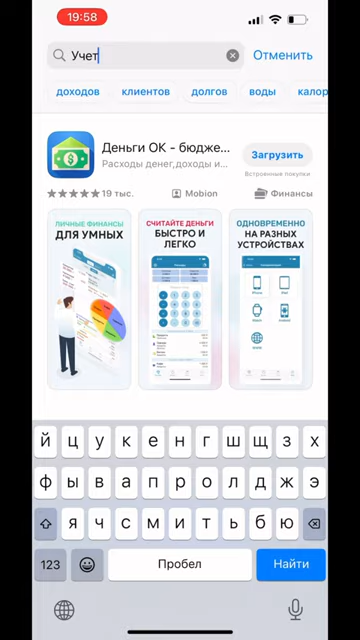 19:58
Учет
Отменить
доходов клиентов долгов воды калор
Деньги ОК - бюдже...
Расходы денег,доходы и...
Загрузить
Встроенные покупки
19 тыс. Mobion Финансы
ЛИЧНЫЕ ФИНАНСЫ
ДЛЯ УМНЫХ
СЧИТАЙТЕ ДЕНЬГИ
БЫСТРО И
ЛЕГКО
ОДНОВРЕМЕННО
НА РАЗНЫХ
УСТРОЙСТВАХ
й ц у к е н г ш щ з х
ф ы в а п р о л д ж э
я ч с м и т ь б ю
123 Пробел Найти